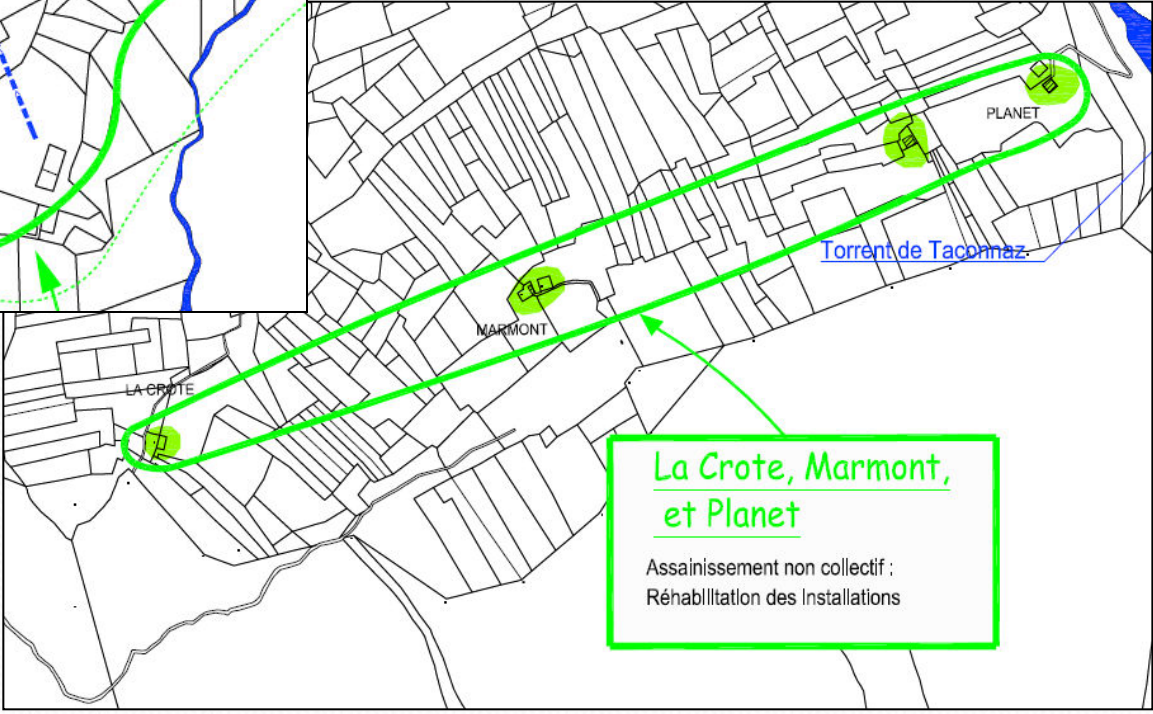 PLANET
Torrent de Taconnaz
MARMONT
LA CROTE
La Crote, Marmont,
et Planet
Assainissement non collectif :
Réhabilitation des Installations